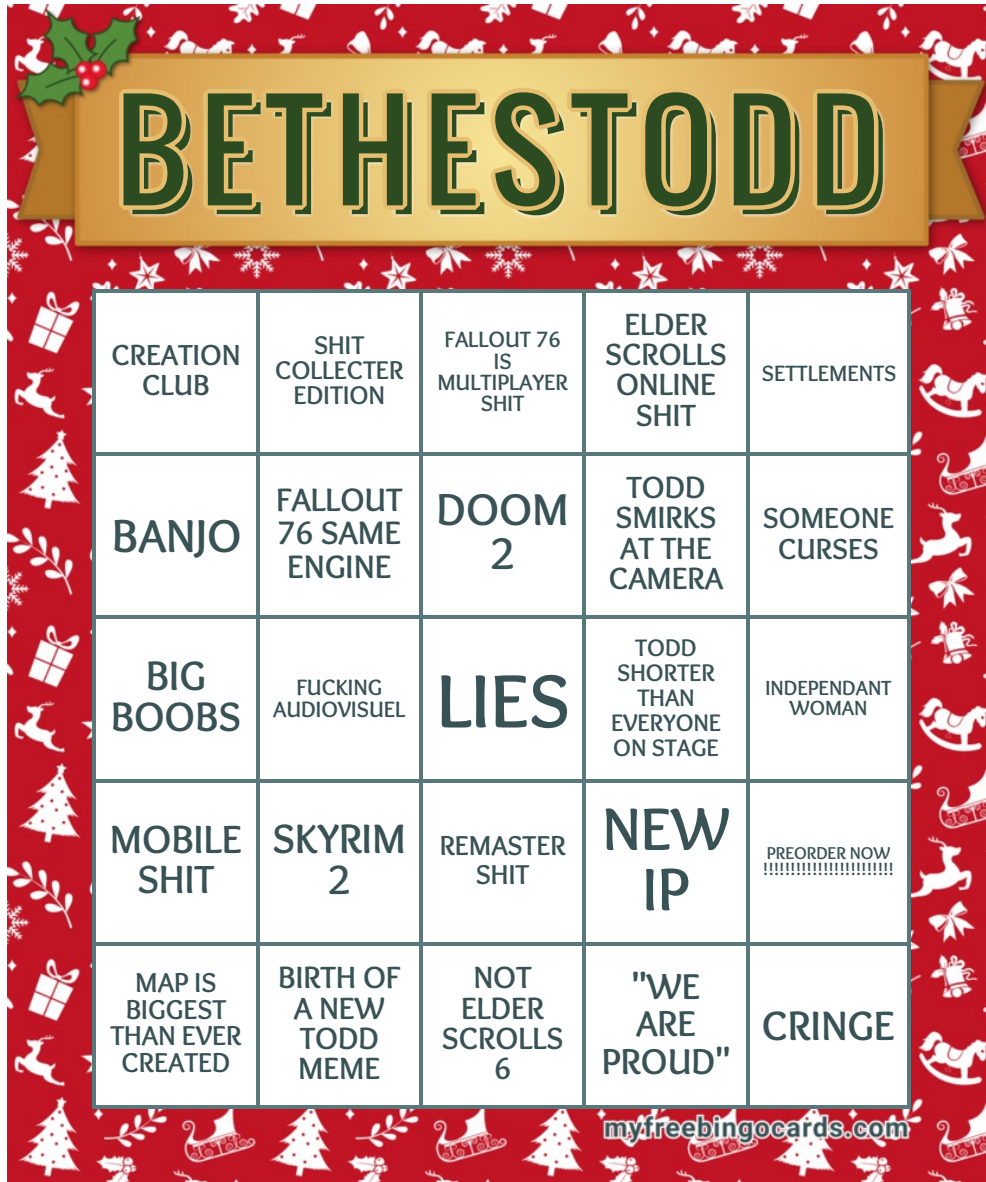 BETHESTODD
CREATION
CLUB
SHIT
COLLECTER
EDITION
FALLOUT 76
IS
MULTIPLAYER
SHIT
ELDER
SCROLLS
ONLINE
SHIT
SETTLEMENTS
BANJO
FALLOUT
76 SAME
ENGINE
DOOM
2
TODD
SMIRKS
AT THE
CAMERA
SOMEONE
CURSES
BIG
BOOBS
FUCKING
AUDIOVISUEL
LIES
TODD
SHORTER
THAN
EVERYONE
ON STAGE
INDEPENDANT
WOMAN
MOBILE
SHIT
SKYRIM
2
REMASTER
SHIT
NEW
IP
PREORDER NOW
!!!!!!!!!!!!!!!!!!!!!!!!
MAP IS
BIGGEST
THAN EVER
CREATED
BIRTH OF
A NEW
TODD
MEME
NOT
ELDER
SCROLLS
6
"WE
ARE
PROUD"
CRINGE
myfreebingocards.com